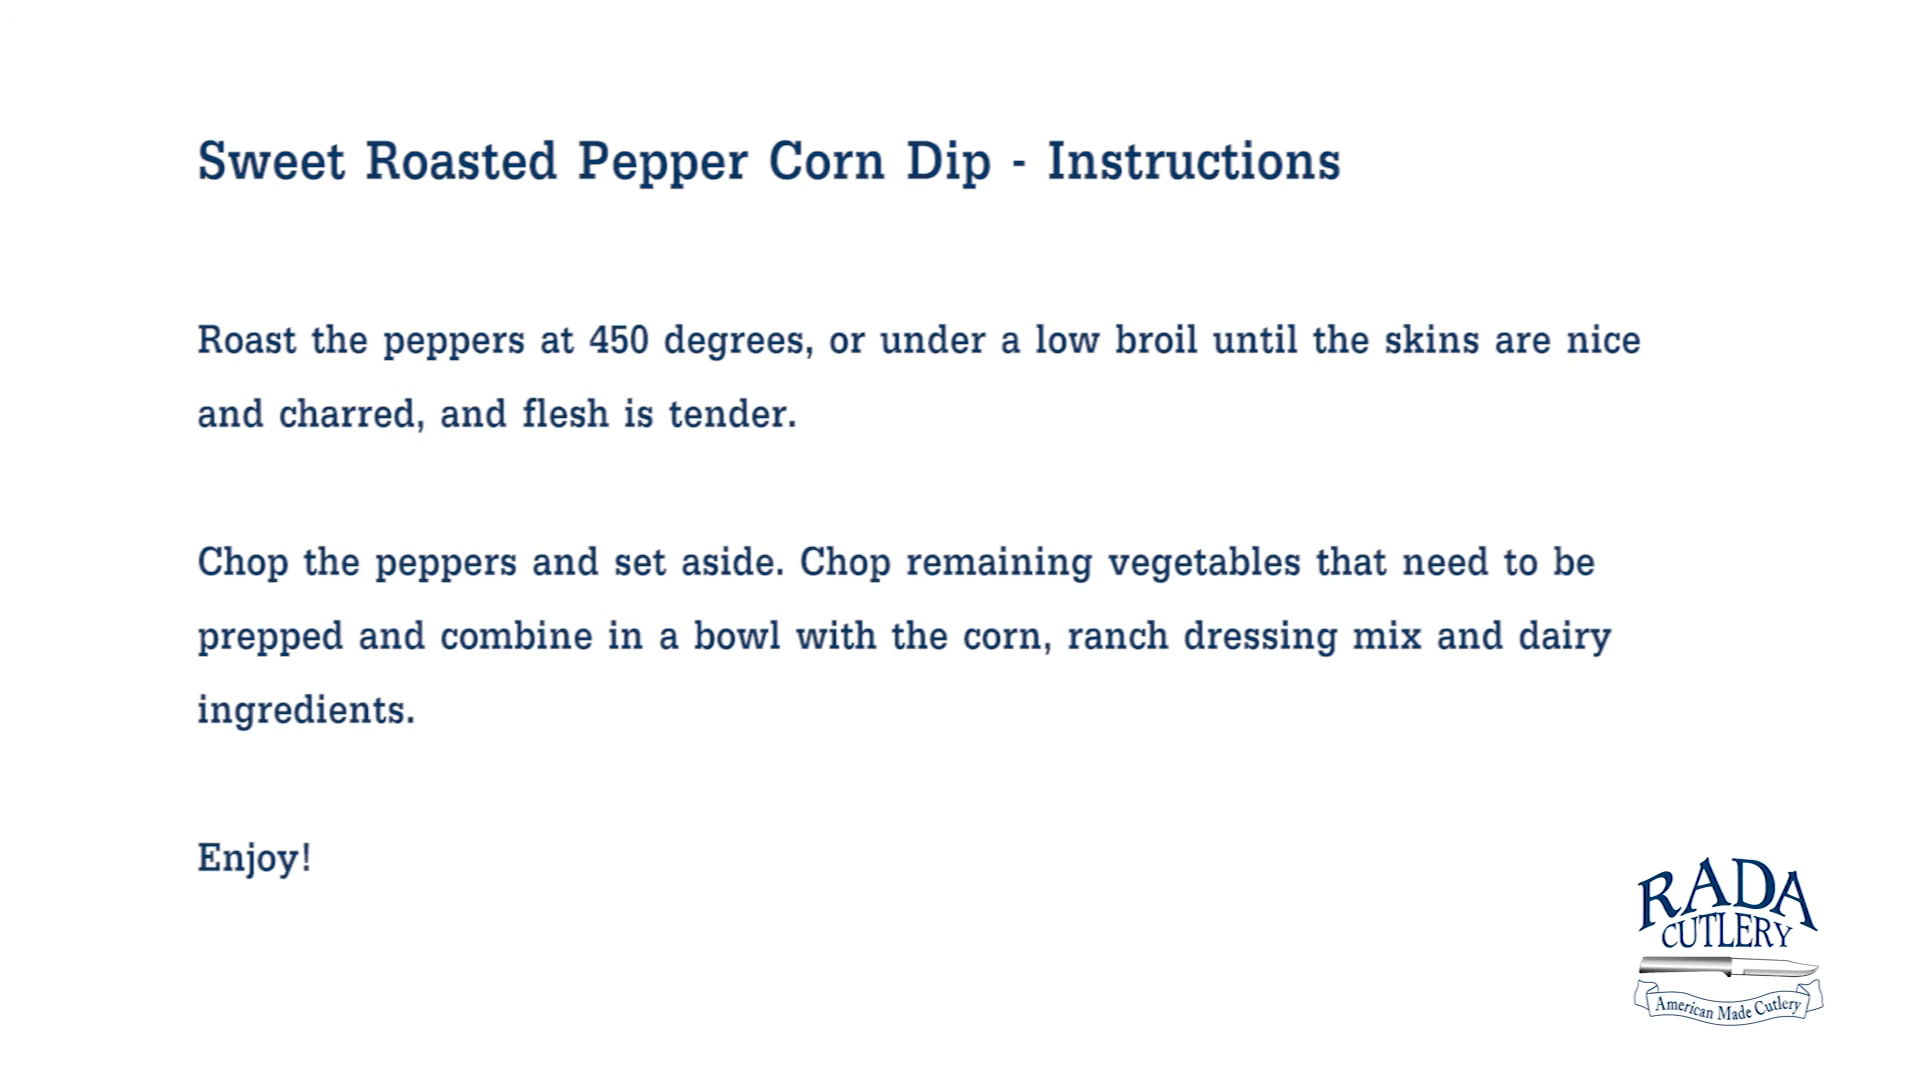 Sweet Roasted Pepper Corn Dip - Instructions
Roast the peppers at 450 degrees, or under a low broil until the skins are nice
and charred, and flesh is tender.
Chop the peppers and set aside. Chop remaining vegetables that need to be
prepped and combine in a bowl with the corn, ranch dressing mix and dairy
ingredients.
Enjoy!
RADA
CUTLERY
American Made Cutlery